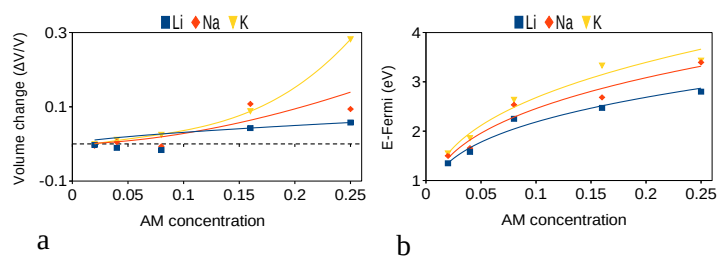 Li Na K
0.3
0.1
-0.1
Volume change (ΔV/V)
0 0.05 0.1 0.15 0.2 0.25
AM concentration
a
Li Na K
4
3
2
1
E-Fermi (eV)
0 0.05 0.1 0.15 0.2 0.25
AM concentration
b